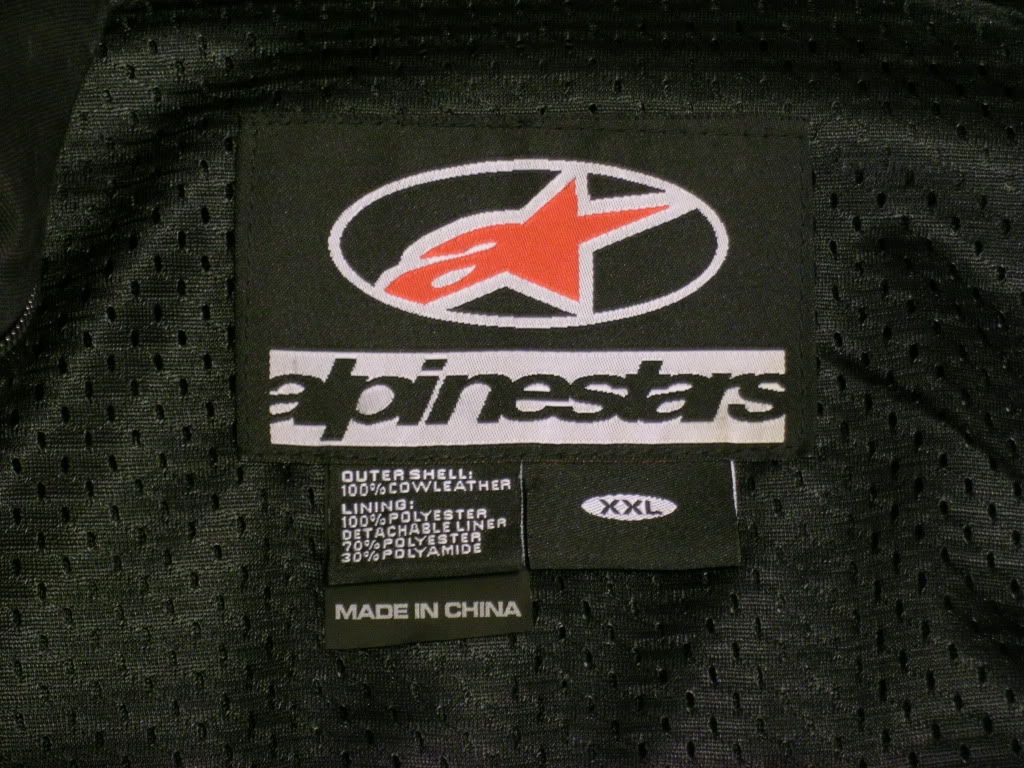 alpinestars
OUTER SHELL:
100% COWLEATHER
LINING:
100% POLYESTER
DETACHABLE LINER
70% POLYESTER
30% POLYAMIDE
XXL
MADE IN CHINA